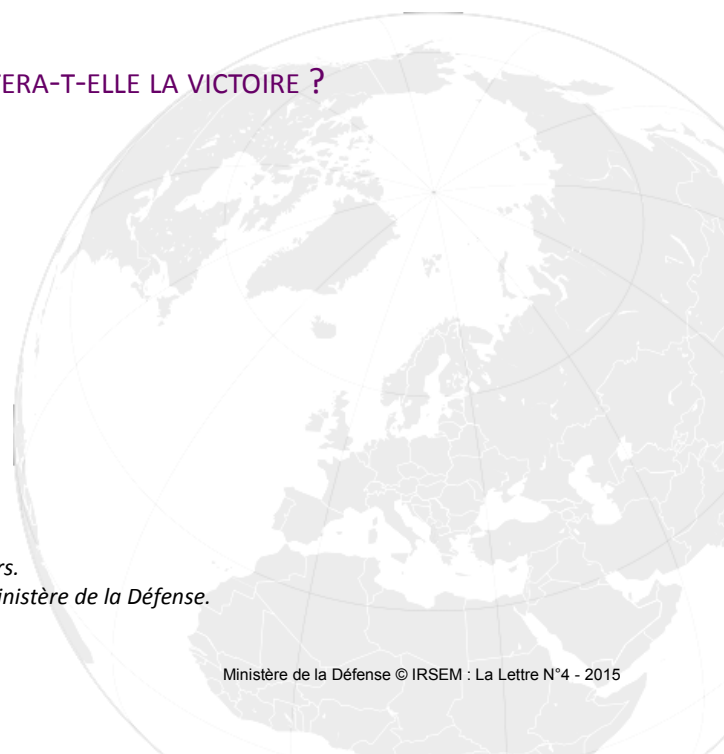 ERA-T-ELLE LA VICTOIRE ?
rs.
inistère de la Défense.
Ministère de la Défense © IRSEM : La Lettre N°4 - 2015